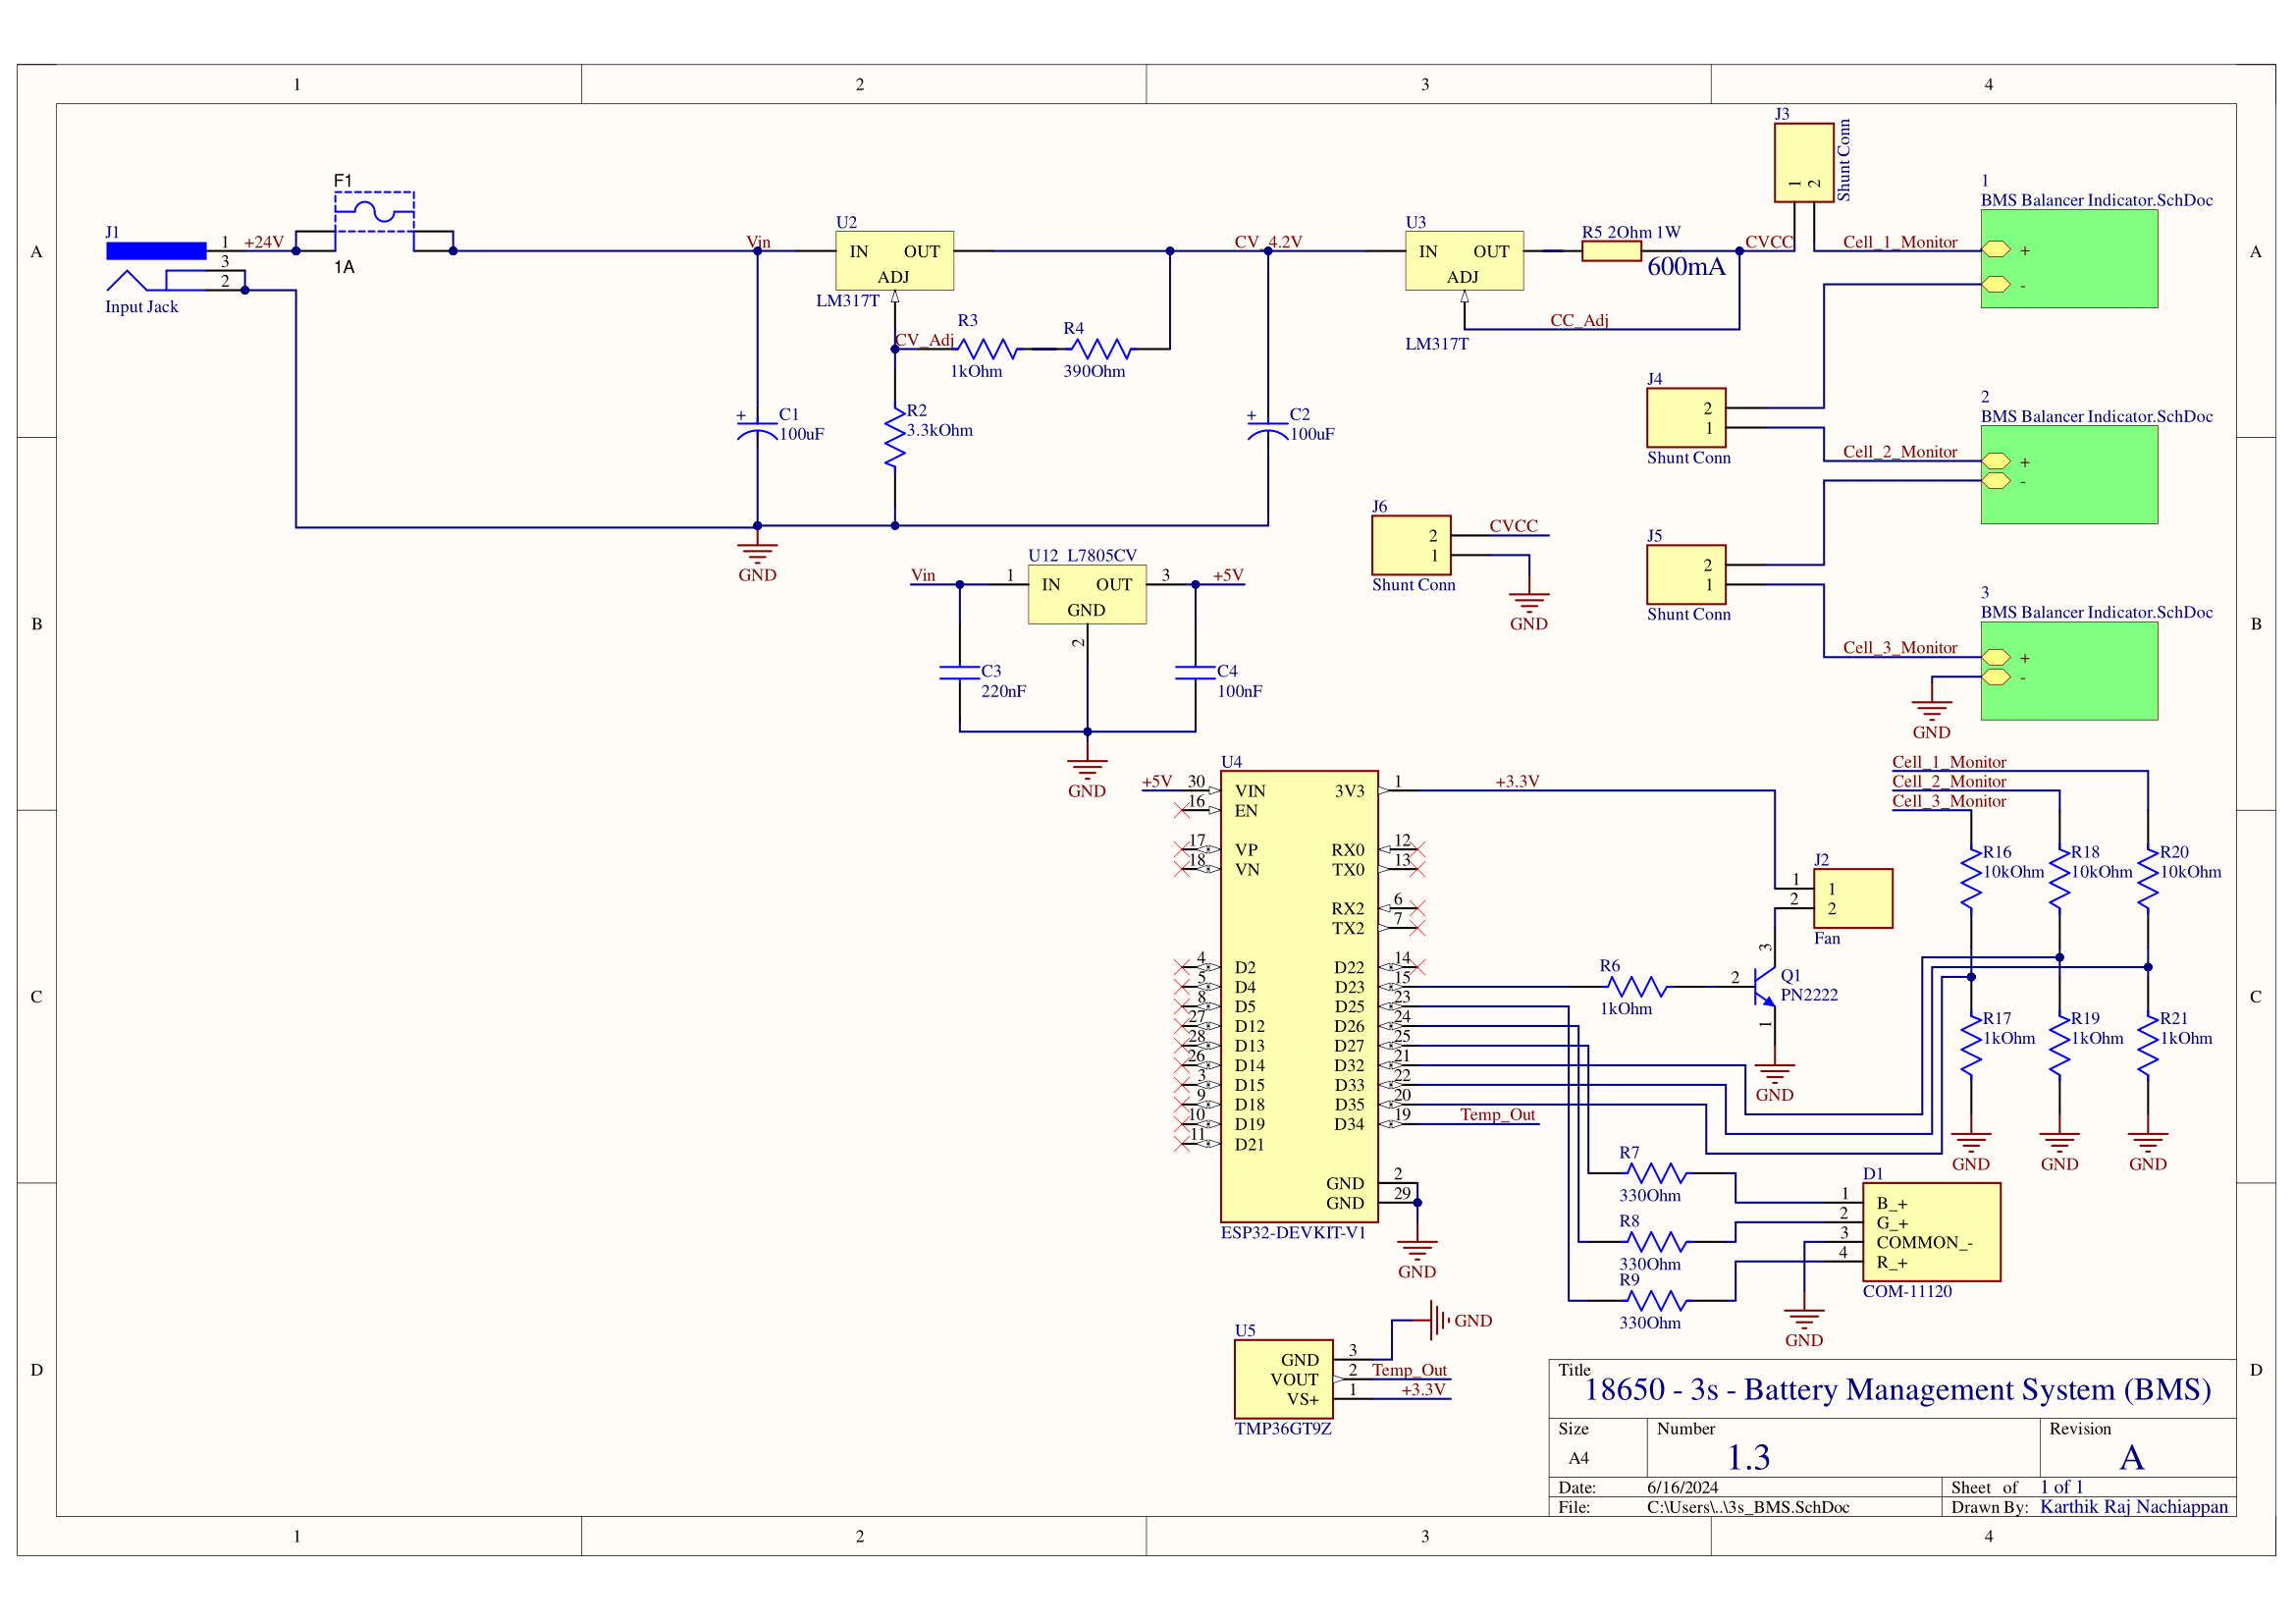 1 2 3 4
A
B
C
D
A
B
C
D
J1
1
3
2
+24V
Input Jack
F1
1A
Vin
U2
IN OUT
ADJ
LM317T
CV_Adj
R3
1kOhm
R4
390Ohm
R2
3.3kOhm
+
C1
100uF
GND
CV_4.2V
+
C2
100uF
U3
IN OUT
ADJ
LM317T
CC_Adj
R5 2Ohm 1W
600mA
CVCC
J3
1
2
Shunt Conn
Cell_1_Monitor
1
BMS Balancer Indicator.SchDoc
+
-
J4
2
1
Shunt Conn
Cell_2_Monitor
2
BMS Balancer Indicator.SchDoc
+
-
J6
2
1
CVCC
Shunt Conn
GND
J5
2
1
Shunt Conn
Cell_3_Monitor
3
BMS Balancer Indicator.SchDoc
+
-
GND
U12 L7805CV
Vin
1
IN OUT
GND
3
+5V
2
C3
220nF
C4
100nF
GND
U4
+5V 30 VIN
16 EN
17 VP
18 VN
4 D2
5 D4
8 D5
27 D12
28 D13
26 D14
3 D15
9 D18
10 D19
11 D21
3V3 1 +3.3V
RX0 12
TX0 13
RX2 6
TX2 7
D22 14
D23 15
D25 23
D26 24
D27 25
D32 21
D33 22
D35 20
D34 19 Temp_Out
GND 2
GND 29
ESP32-DEVKIT-V1
GND
J2
1 1
2 2
Fan
R6
1kOhm
3
2
1
Q1
PN2222
GND
Cell_1_Monitor
Cell_2_Monitor
Cell_3_Monitor
R16
10kOhm
R18
10kOhm
R20
10kOhm
R17
1kOhm
R19
1kOhm
R21
1kOhm
GND GND GND
R7
330Ohm
R8
330Ohm
R9
330Ohm
D1
1 B_+
2 G_+
3 COMMON_-
4 R_+
COM-11120
GND
U5
GND 3
VOUT 2 Temp_Out
VS+ 1 +3.3V
TMP36GT9Z
GND
Title
18650 - 3s - Battery Management System (BMS)
Size
A4
Number
1.3
Revision
A
Date: 6/16/2024
Sheet of 1 of 1
File: C:\Users\..\3s_BMS.SchDoc
Drawn By: Karthik Raj Nachiappan
1 2 3 4